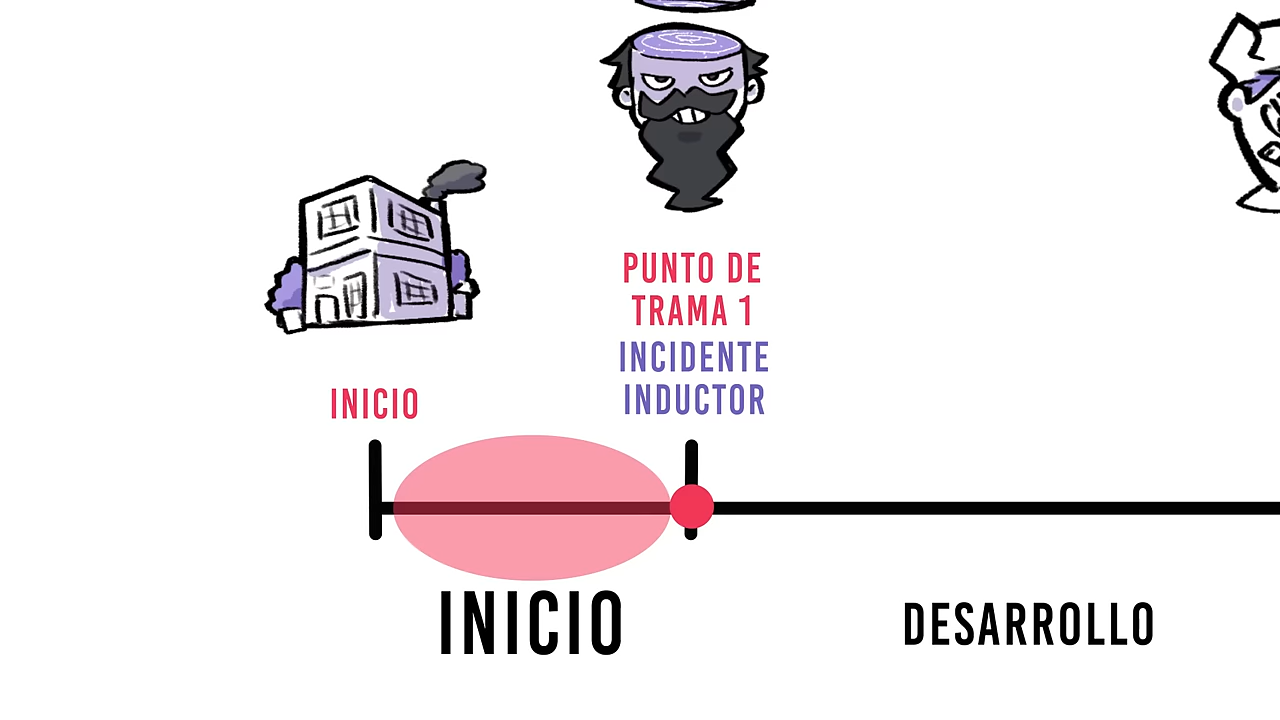 PUNTO DE
TRAMA 1
INCIDENTE
INDUCTOR
INICIO
INICIO
DESARROLLO